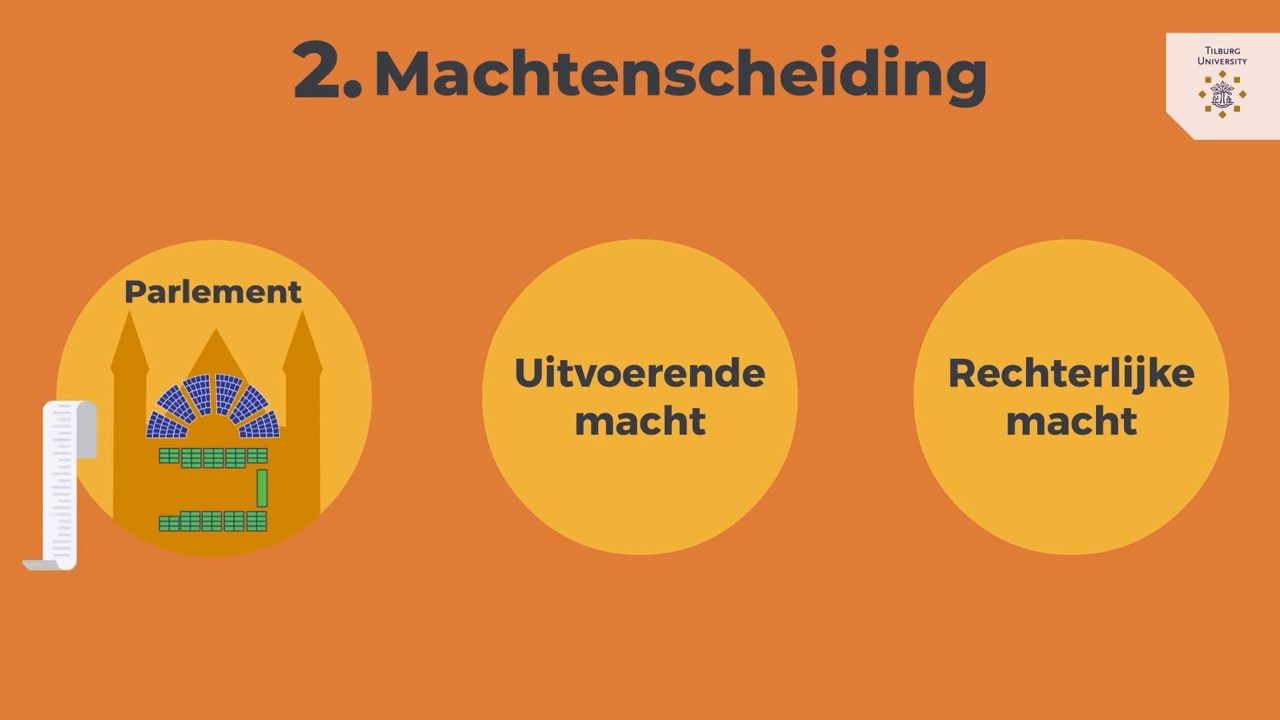 2. Machtenscheiding
TILBURG
UNIVERSITY
Parlement
Uitvoerende
macht
Rechterlijke
macht